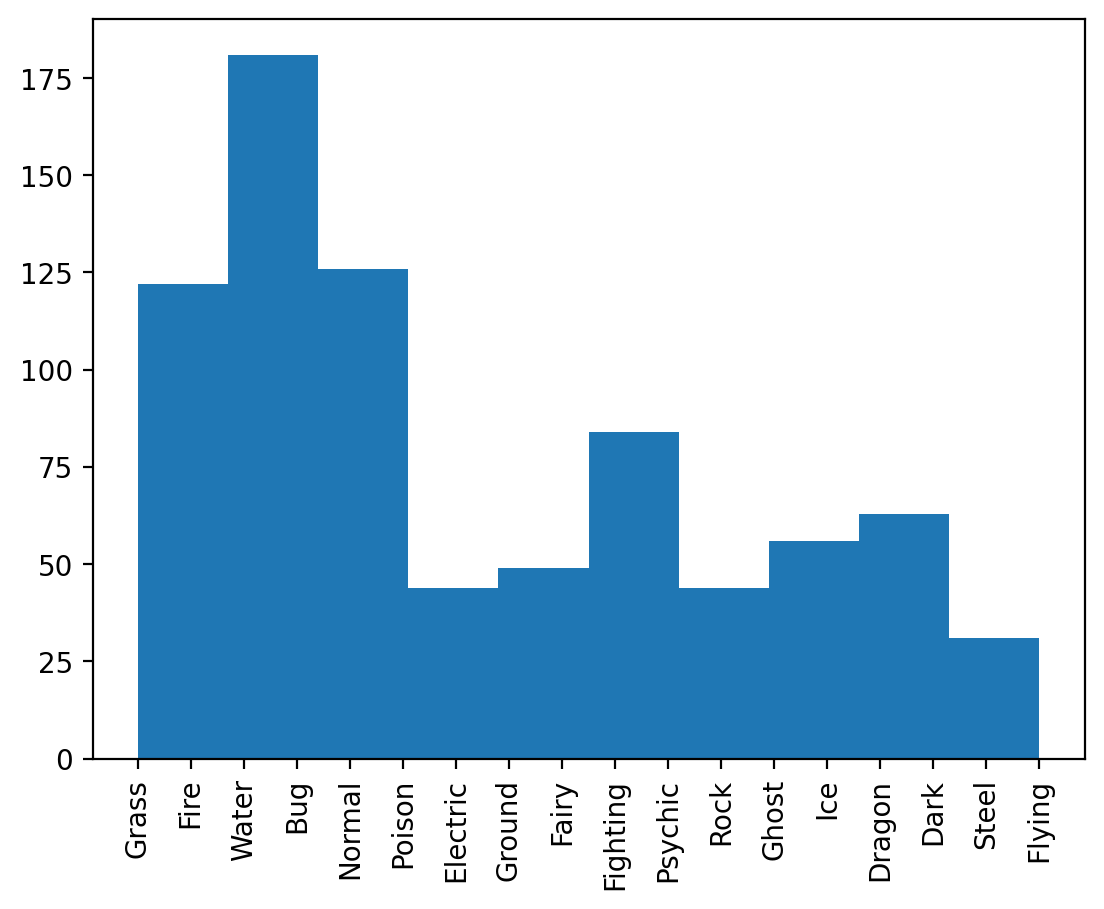 175
150
125
100
75
50
25
0
Grass
Fire
Water
Bug
Normal
Poison
Electric
Ground
Fairy
Fighting
Psychic
Rock
Ghost
Ice
Dragon
Dark
Steel
Flying